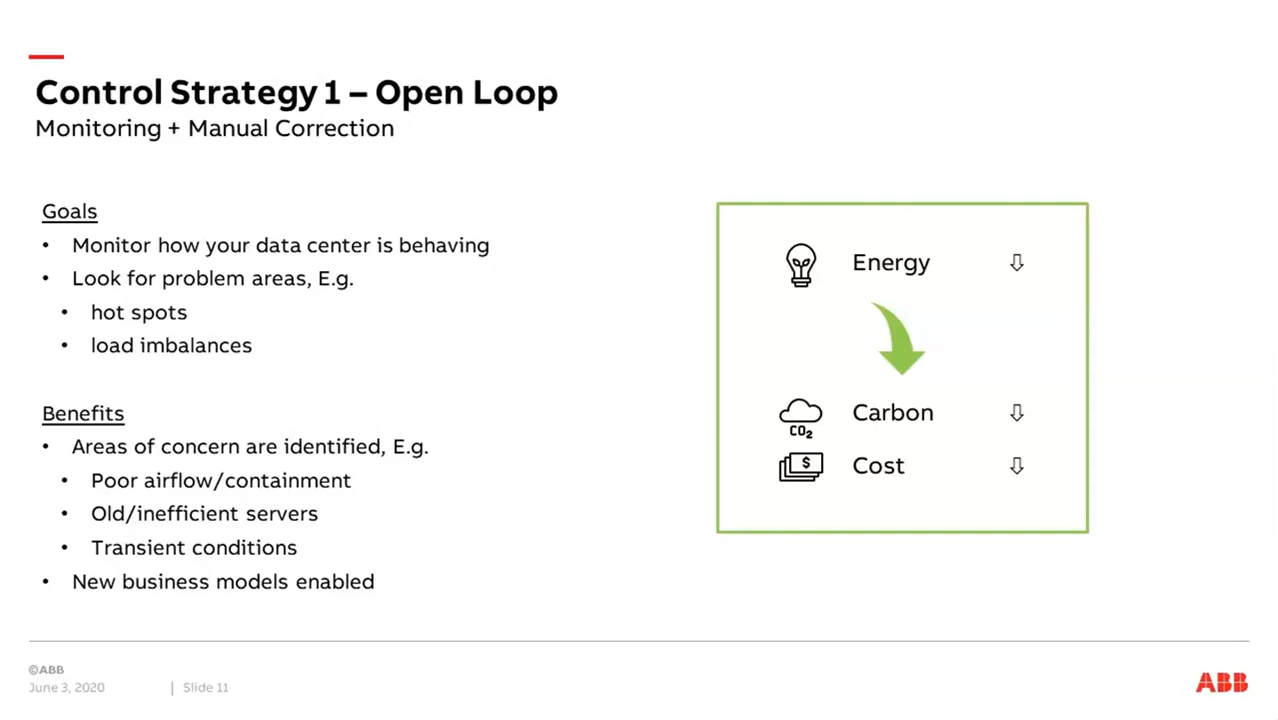 Control Strategy 1 – Open Loop
Monitoring + Manual Correction
Goals
• Monitor how your data center is behaving
• Look for problem areas, E.g.
• hot spots
• load imbalances
Benefits
• Areas of concern are identified, E.g.
• Poor airflow/containment
• Old/inefficient servers
• Transient conditions
• New business models enabled
Energy ⇩
CO₂ Carbon ⇩
$ Cost ⇩
©ABB
June 3, 2020 | Slide 11
ABB